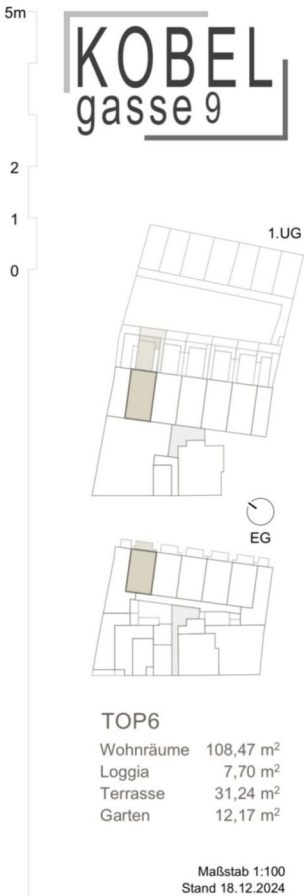 5m
KOBEL
gasse 9
2
1
0
1.UG
EG
TOP6
Wohnräume 108,47 m²
Loggia 7,70 m²
Terrasse 31,24 m²
Garten 12,17 m²
Maßstab 1:100
Stand 18.12.2024